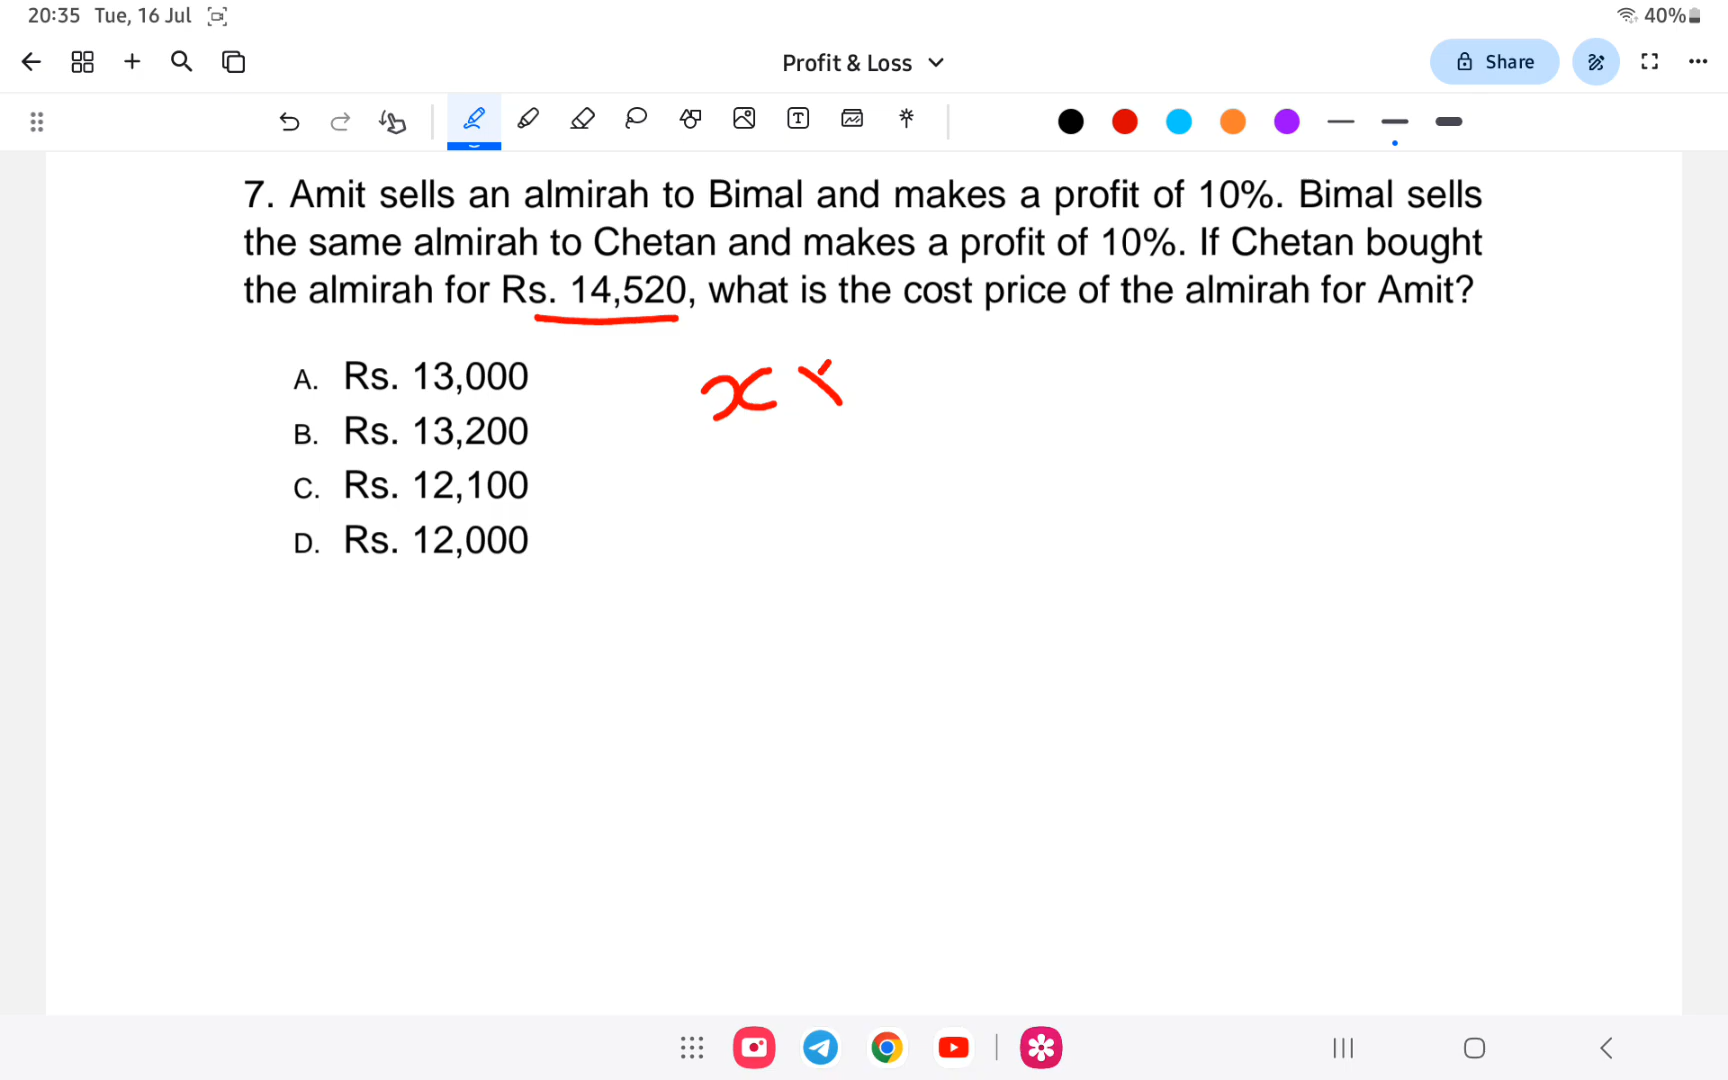 20:35 Tue, 16 Jul 40%
Profit & Loss Share
7. Amit sells an almirah to Bimal and makes a profit of 10%. Bimal sells
the same almirah to Chetan and makes a profit of 10%. If Chetan bought
the almirah for Rs. 14,520, what is the cost price of the almirah for Amit?
A. Rs. 13,000
x ×
B. Rs. 13,200
C. Rs. 12,100
D. Rs. 12,000